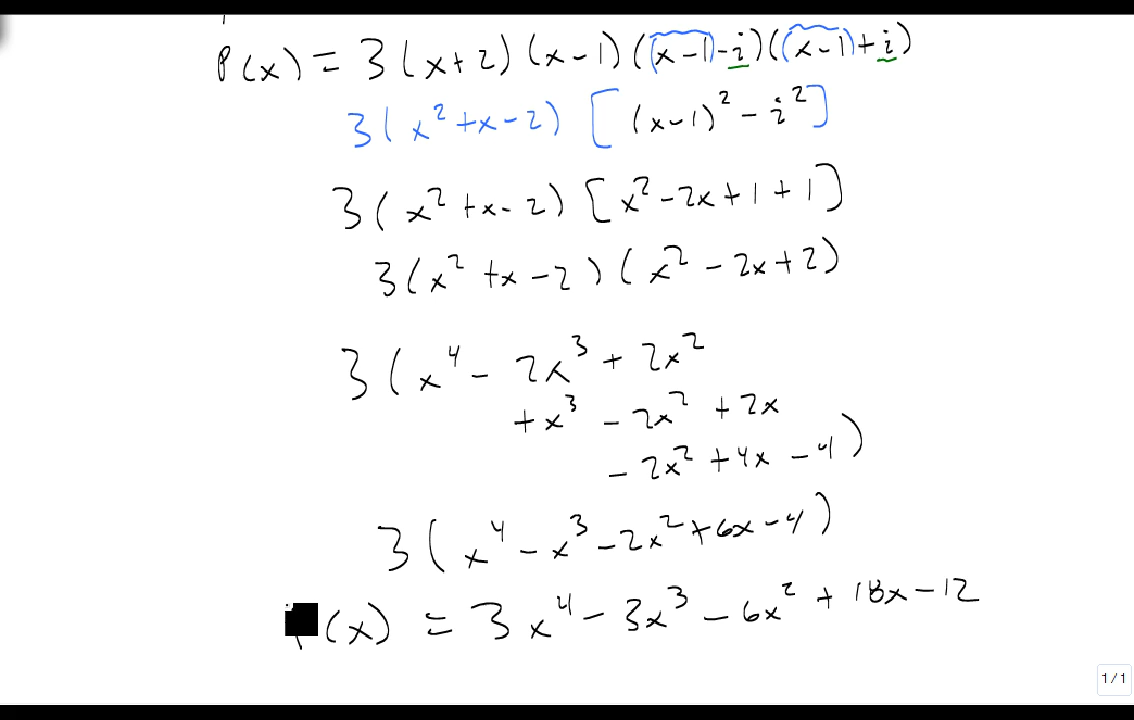 P(x) = 3(x+2)(x-1)(x-1-i)(x-1+i)
3(x²+x-2)[(x-1)²-i²]
3(x²+x-2)[x²-2x+1+1]
3(x²+x-2)(x²-2x+2)
3(x⁴-2x³+2x²
+x³-2x²+2x
-2x²+4x-4)
3(x⁴-x³-2x²+6x-4)
(x) = 3x⁴-3x³-6x²+18x-12
1/1